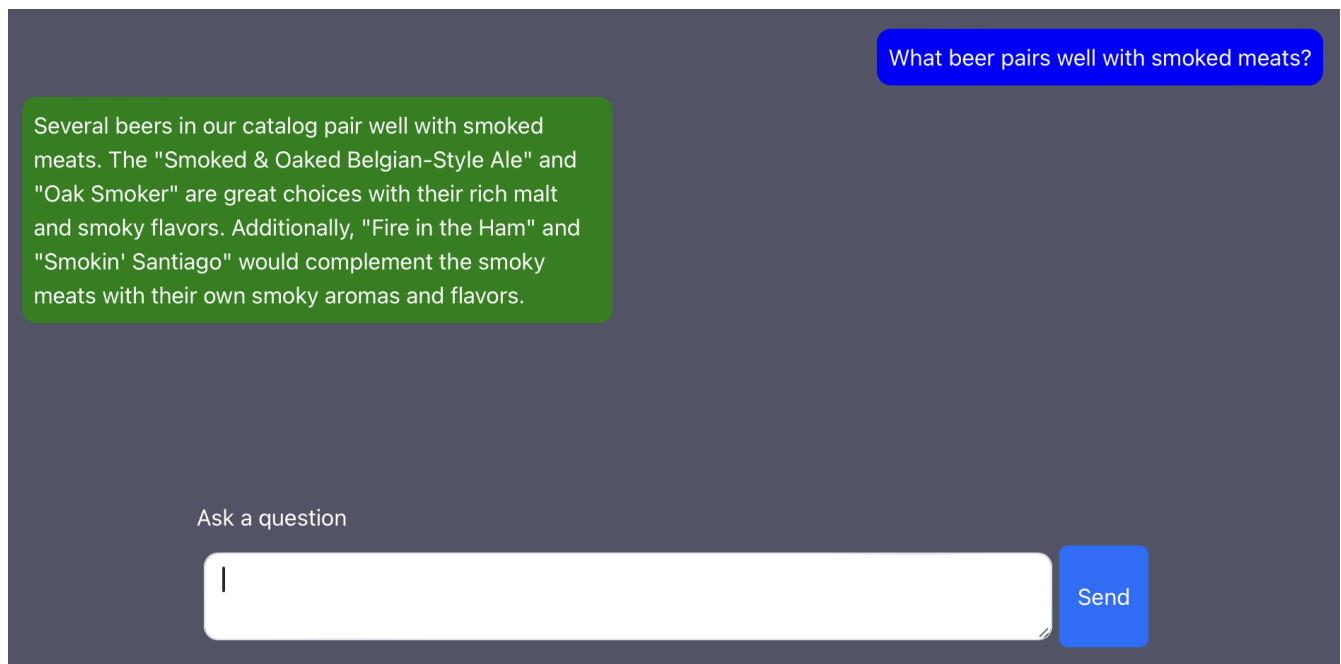 What beer pairs well with smoked meats?
Several beers in our catalog pair well with smoked
meats. The "Smoked & Oaked Belgian-Style Ale" and
"Oak Smoker" are great choices with their rich malt
and smoky flavors. Additionally, "Fire in the Ham" and
"Smokin' Santiago" would complement the smoky
meats with their own smoky aromas and flavors.
Ask a question
Send